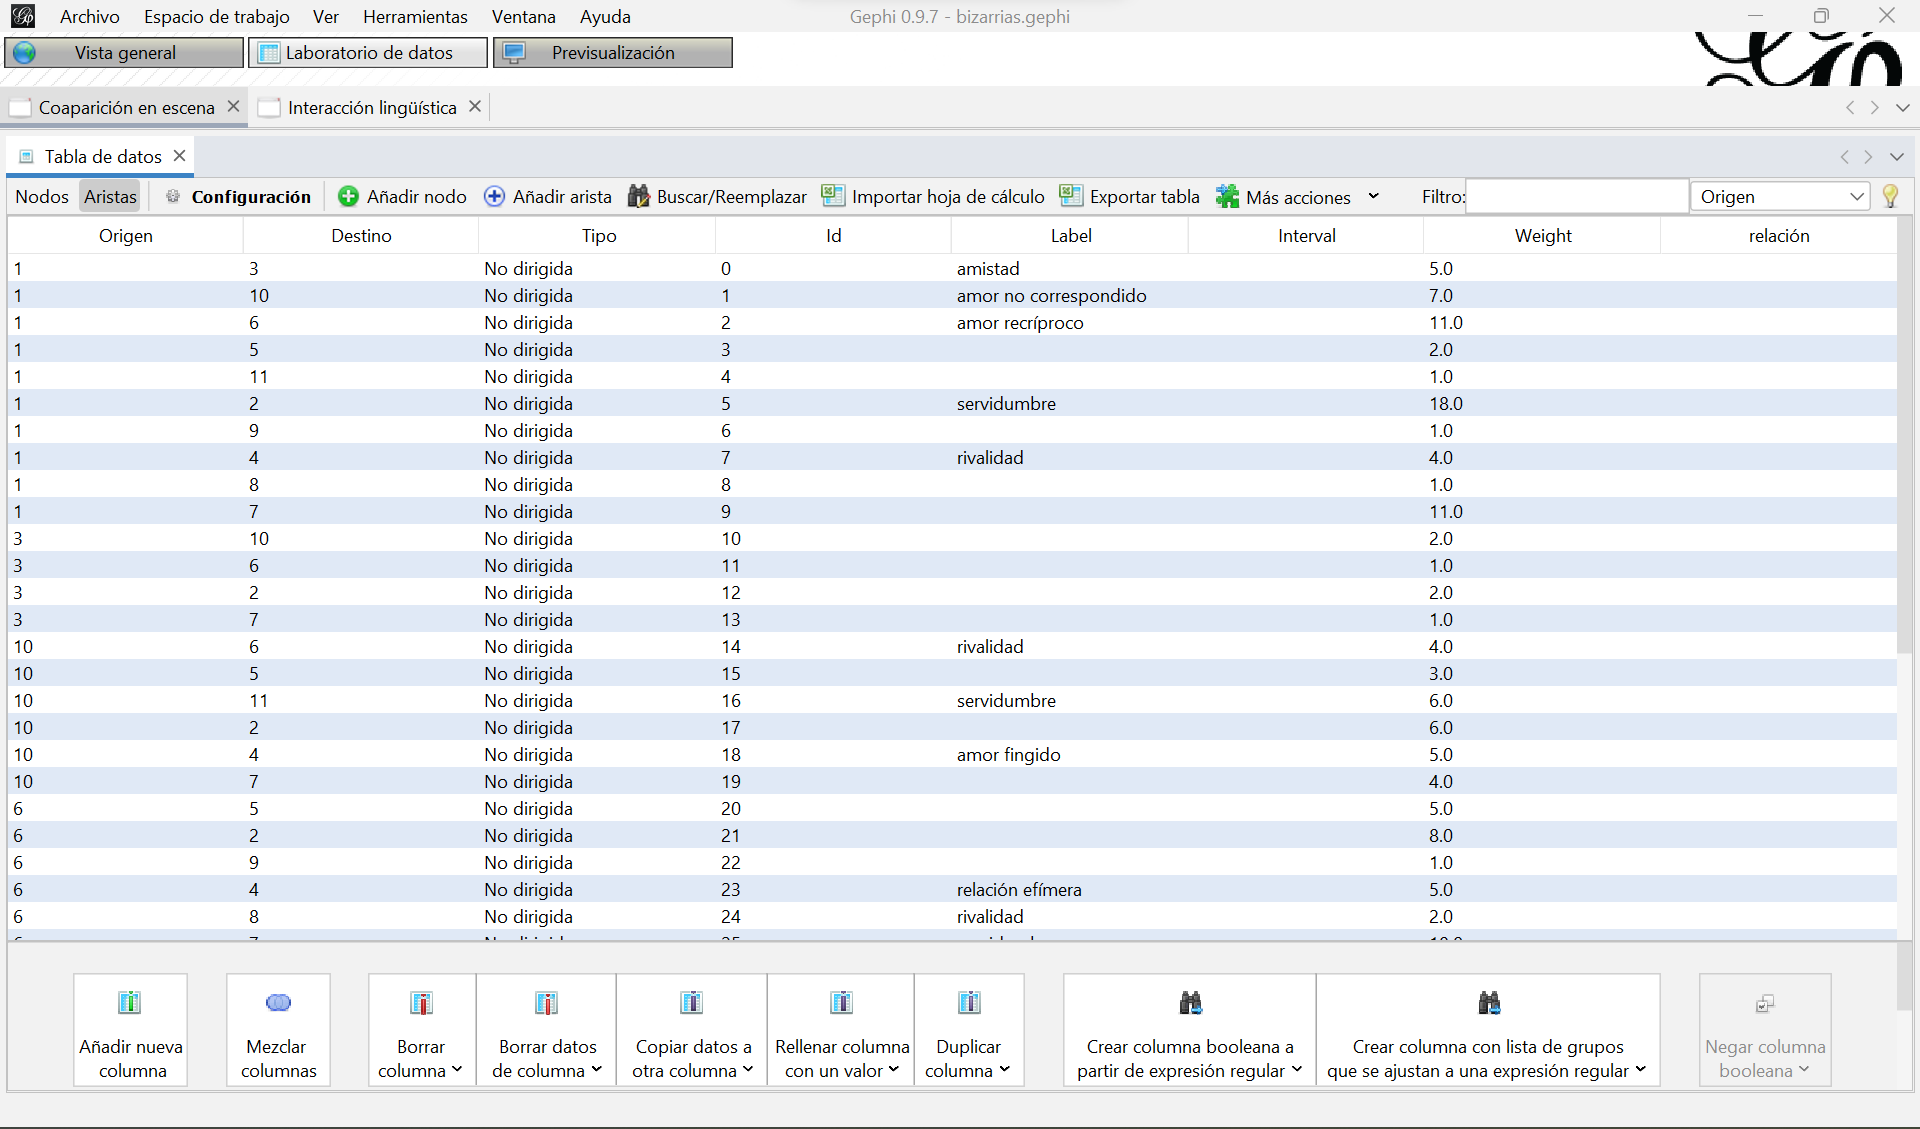 Archivo Espacio de trabajo Ver Herramientas Ventana Ayuda Gephi 0.9.7 - bizarrias.gephi
Vista general Laboratorio de datos Previsualización
Coaparición en escena Interacción lingüística
Tabla de datos
Nodos Aristas Configuración Añadir nodo Añadir arista Buscar/Reemplazar Importar hoja de cálculo Exportar tabla Más acciones Filtro: Origen
Origen Destino Tipo Id Label Interval Weight relación
1 3 No dirigida 0 amistad 5.0
1 10 No dirigida 1 amor no correspondido 7.0
1 6 No dirigida 2 amor recríproco 11.0
1 5 No dirigida 3 2.0
1 11 No dirigida 4 1.0
1 2 No dirigida 5 servidumbre 18.0
1 9 No dirigida 6 1.0
1 4 No dirigida 7 rivalidad 4.0
1 8 No dirigida 8 1.0
1 7 No dirigida 9 11.0
3 10 No dirigida 10 2.0
3 6 No dirigida 11 1.0
3 2 No dirigida 12 2.0
3 7 No dirigida 13 1.0
10 6 No dirigida 14 rivalidad 4.0
10 5 No dirigida 15 3.0
10 11 No dirigida 16 servidumbre 6.0
10 2 No dirigida 17 6.0
10 4 No dirigida 18 amor fingido 5.0
10 7 No dirigida 19 4.0
6 5 No dirigida 20 5.0
6 2 No dirigida 21 8.0
6 9 No dirigida 22 1.0
6 4 No dirigida 23 relación efímera 5.0
6 8 No dirigida 24 rivalidad 2.0
Añadir nueva columna
Mezclar columnas
Borrar columna
Borrar datos de columna
Copiar datos a otra columna
Rellenar columna con un valor
Duplicar columna
Crear columna booleana a partir de expresión regular
Crear columna con lista de grupos que se ajustan a una expresión regular
Negar columna booleana